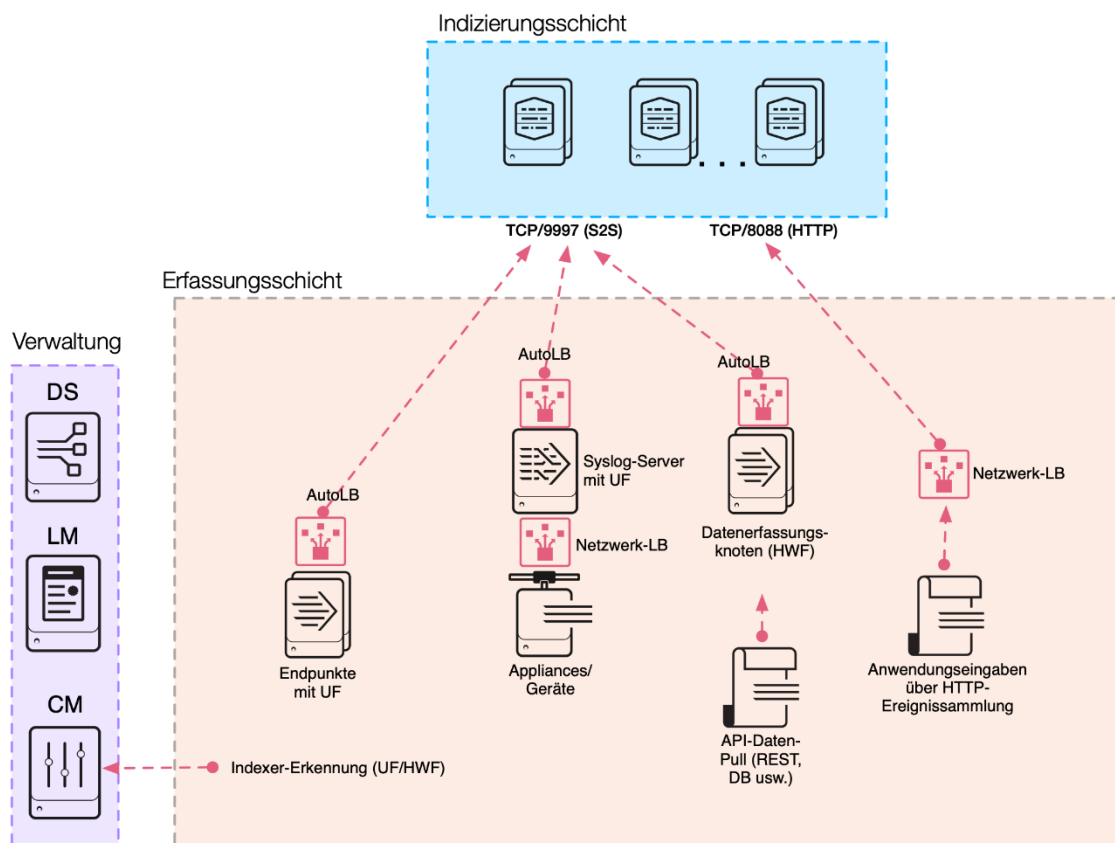 Indizierungsschicht
. . .
TCP/9997 (S2S)
TCP/8088 (HTTP)
Erfassungsschicht
Verwaltung
DS
LM
CM
AutoLB
Endpunkte
mit UF
AutoLB
Syslog-Server
mit UF
Netzwerk-LB
Appliances/
Geräte
AutoLB
Datenerfassungs-
knoten (HWF)
API-Daten-
Pull (REST,
DB usw.)
Netzwerk-LB
Anwendungseingaben
über HTTP-
Ereignissammlung
Indexer-Erkennung (UF/HWF)